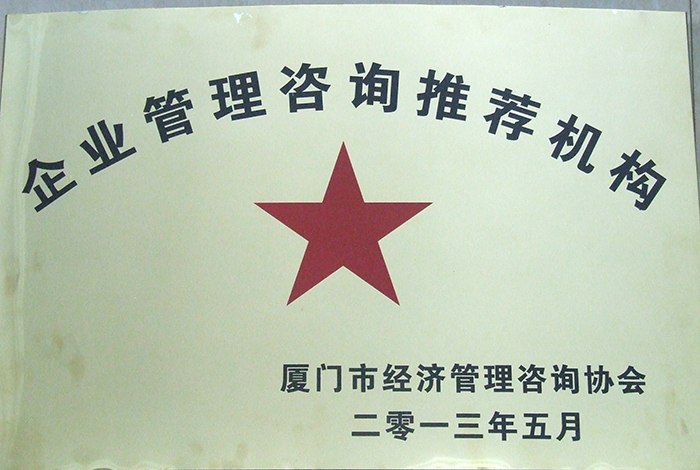 企业管理咨询推荐机构
厦门市经济管理咨询协会
二零一三年五月